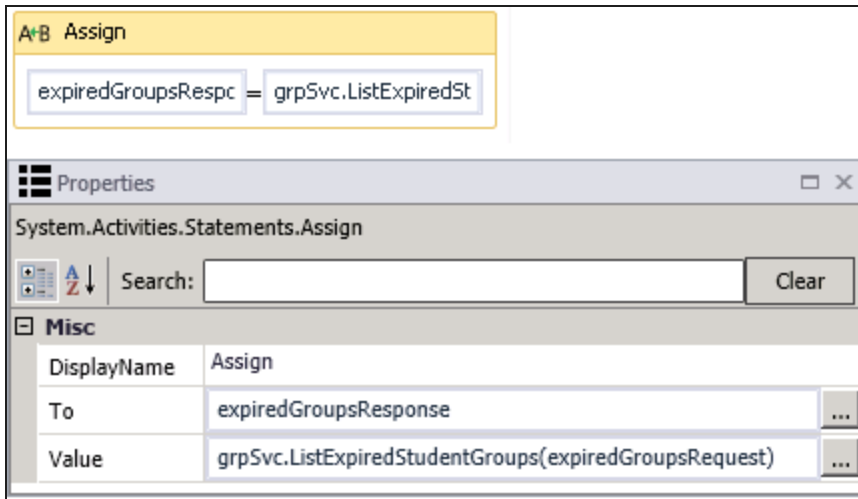 A←B Assign
expiredGroupsRespc = grpSvc.ListExpiredSt
Properties
System.Activities.Statements.Assign
A Z Search: Clear
Misc
DisplayName Assign
To expiredGroupsResponse ...
Value grpSvc.ListExpiredStudentGroups(expiredGroupsRequest) ...